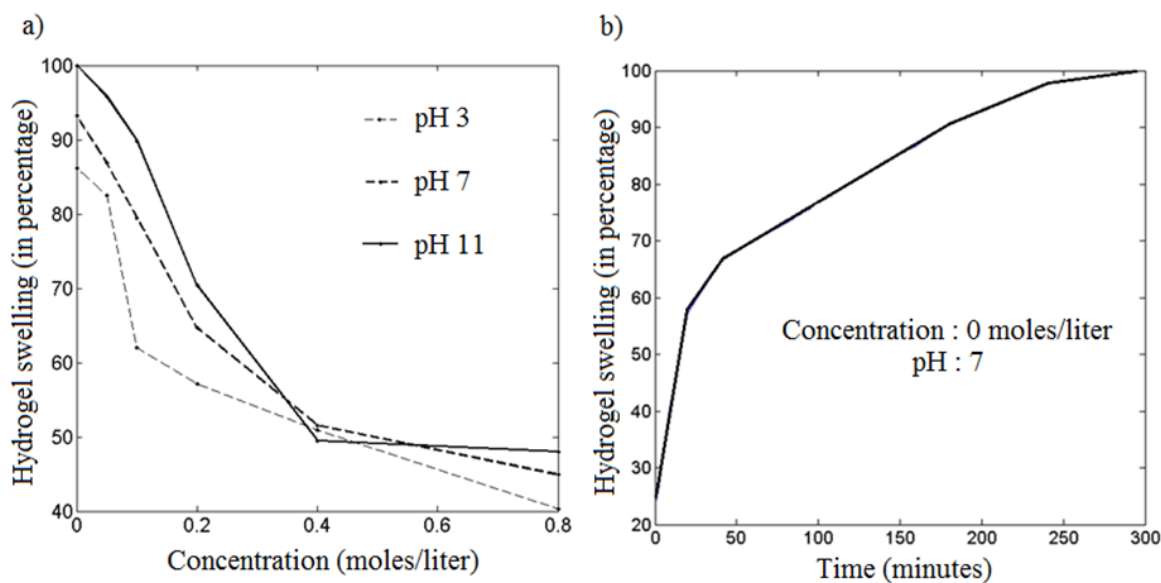 a)
Hydrogel swelling (in percentage)
100
90
80
70
60
50
40
0
0.2
0.4
0.6
0.8
Concentration (moles/liter)
pH 3
pH 7
pH 11
b)
Hydrogel swelling (in percentage)
100
90
80
70
60
50
40
30
20
0
50
100
150
200
250
300
Time (minutes)
Concentration : 0 moles/liter
pH : 7